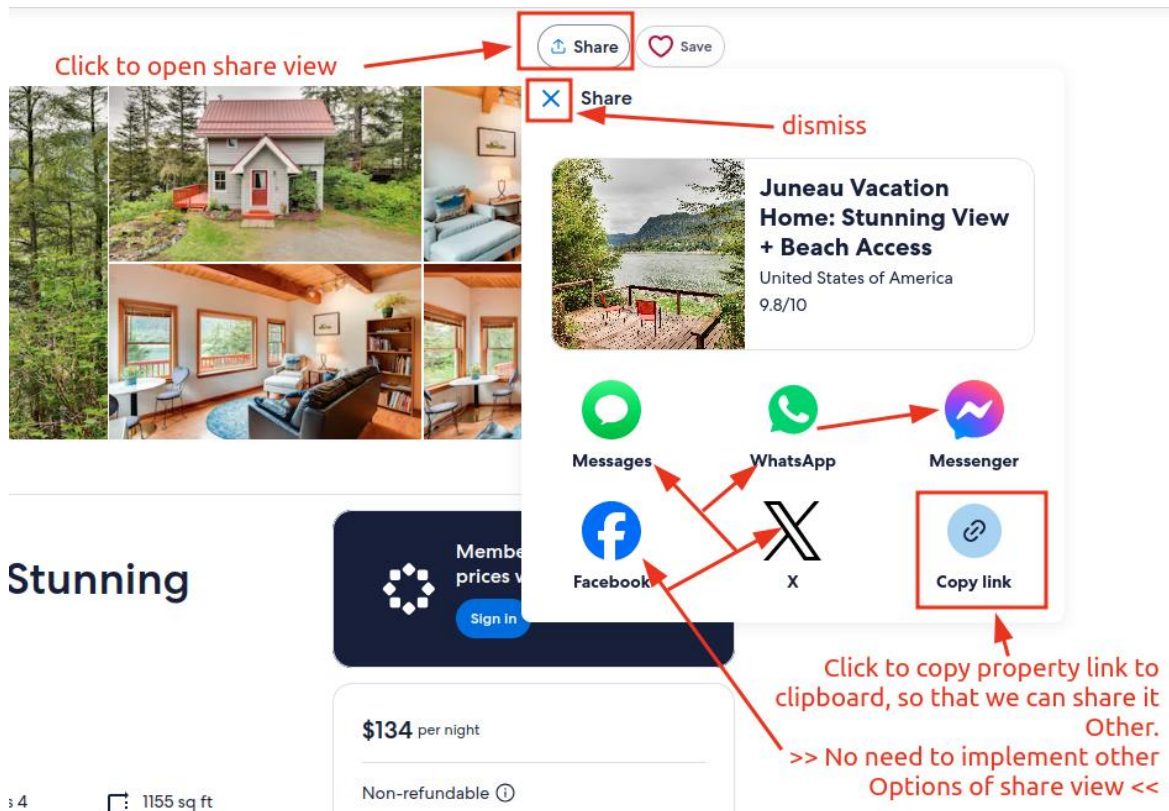 Share
Save
Click to open share view
Share
dismiss
Juneau Vacation
Home: Stunning View
+ Beach Access
United States of America
9.8/10
Messages
WhatsApp
Messenger
Facebook
X
Copy link
Stunning
Membe
prices w
Sign in
Click to copy property link to
clipboard, so that we can share it
Other.
>> No need to implement other
Options of share view <<
$134 per night
Non-refundable
s 4
1155 sq ft